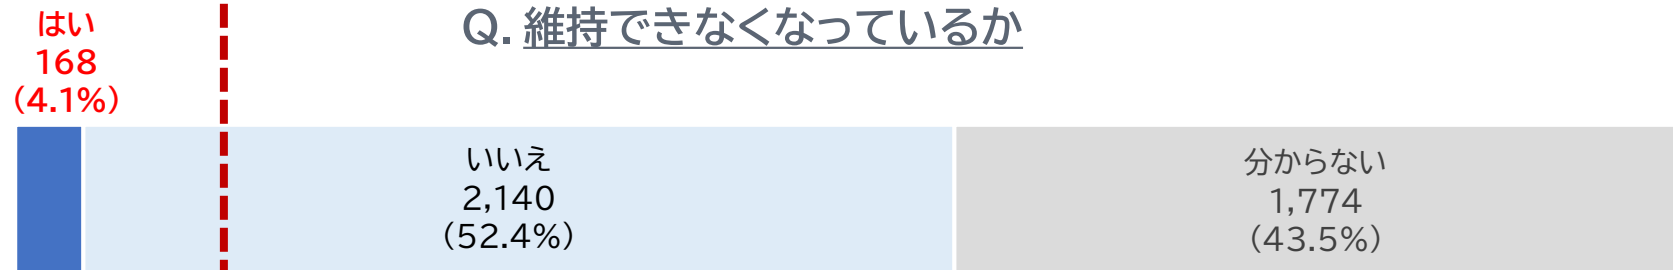 Q. 維持できなくなっているか
はい
168
(4.1%)
いいえ
2,140
(52.4%)
分からない
1,774
(43.5%)